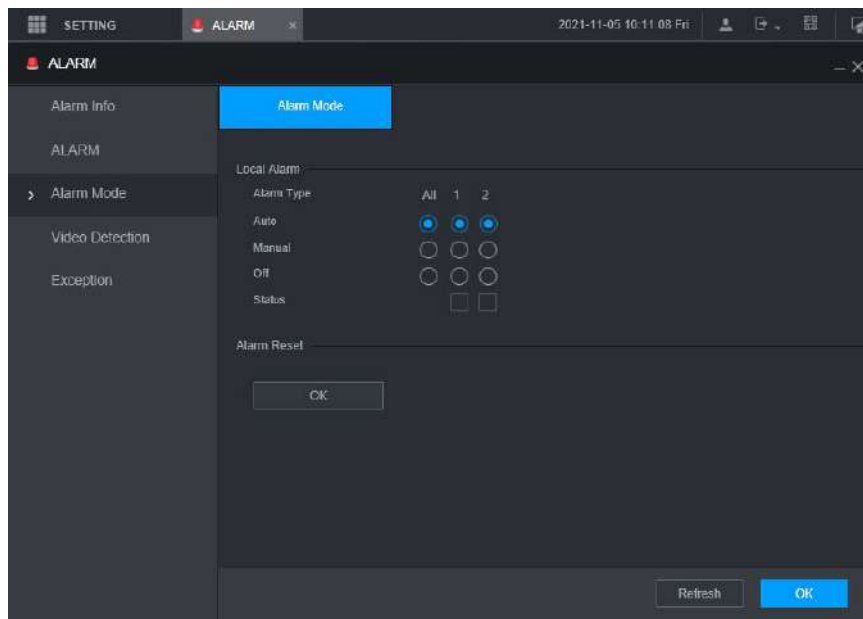 SETTING ALARM × 2021-11-05 10:11:08 Fri
ALARM
Alarm Info
Alarm Mode
ALARM
Local Alarm
Alarm Mode
Alarm Type All 1 2
Auto
Video Detection
Manual
Off
Exception
Status
Alarm Reset
OK
Refresh OK